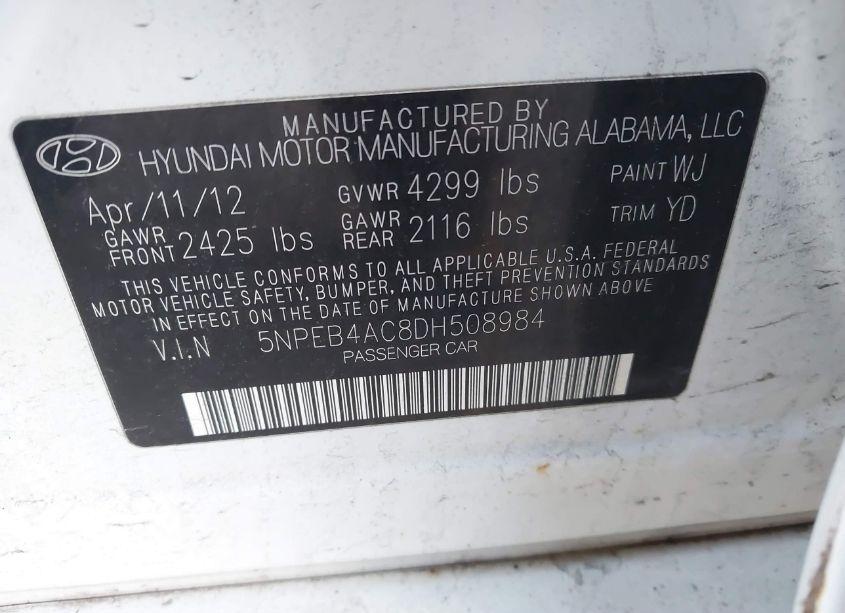 MANUFACTURED BY
HYUNDAI MOTOR MANUFACTURING ALABAMA, LLC
Apr/11/12 GVWR 4299 lbs PAINT WJ
GAWR FRONT 2425 lbs GAWR REAR 2116 lbs TRIM YD
THIS VEHICLE CONFORMS TO ALL APPLICABLE U.S.A. FEDERAL
MOTOR VEHICLE SAFETY, BUMPER, AND THEFT PREVENTION STANDARDS
IN EFFECT ON THE DATE OF MANUFACTURE SHOWN ABOVE
V.I.N 5NPEB4AC8DH508984
PASSENGER CAR